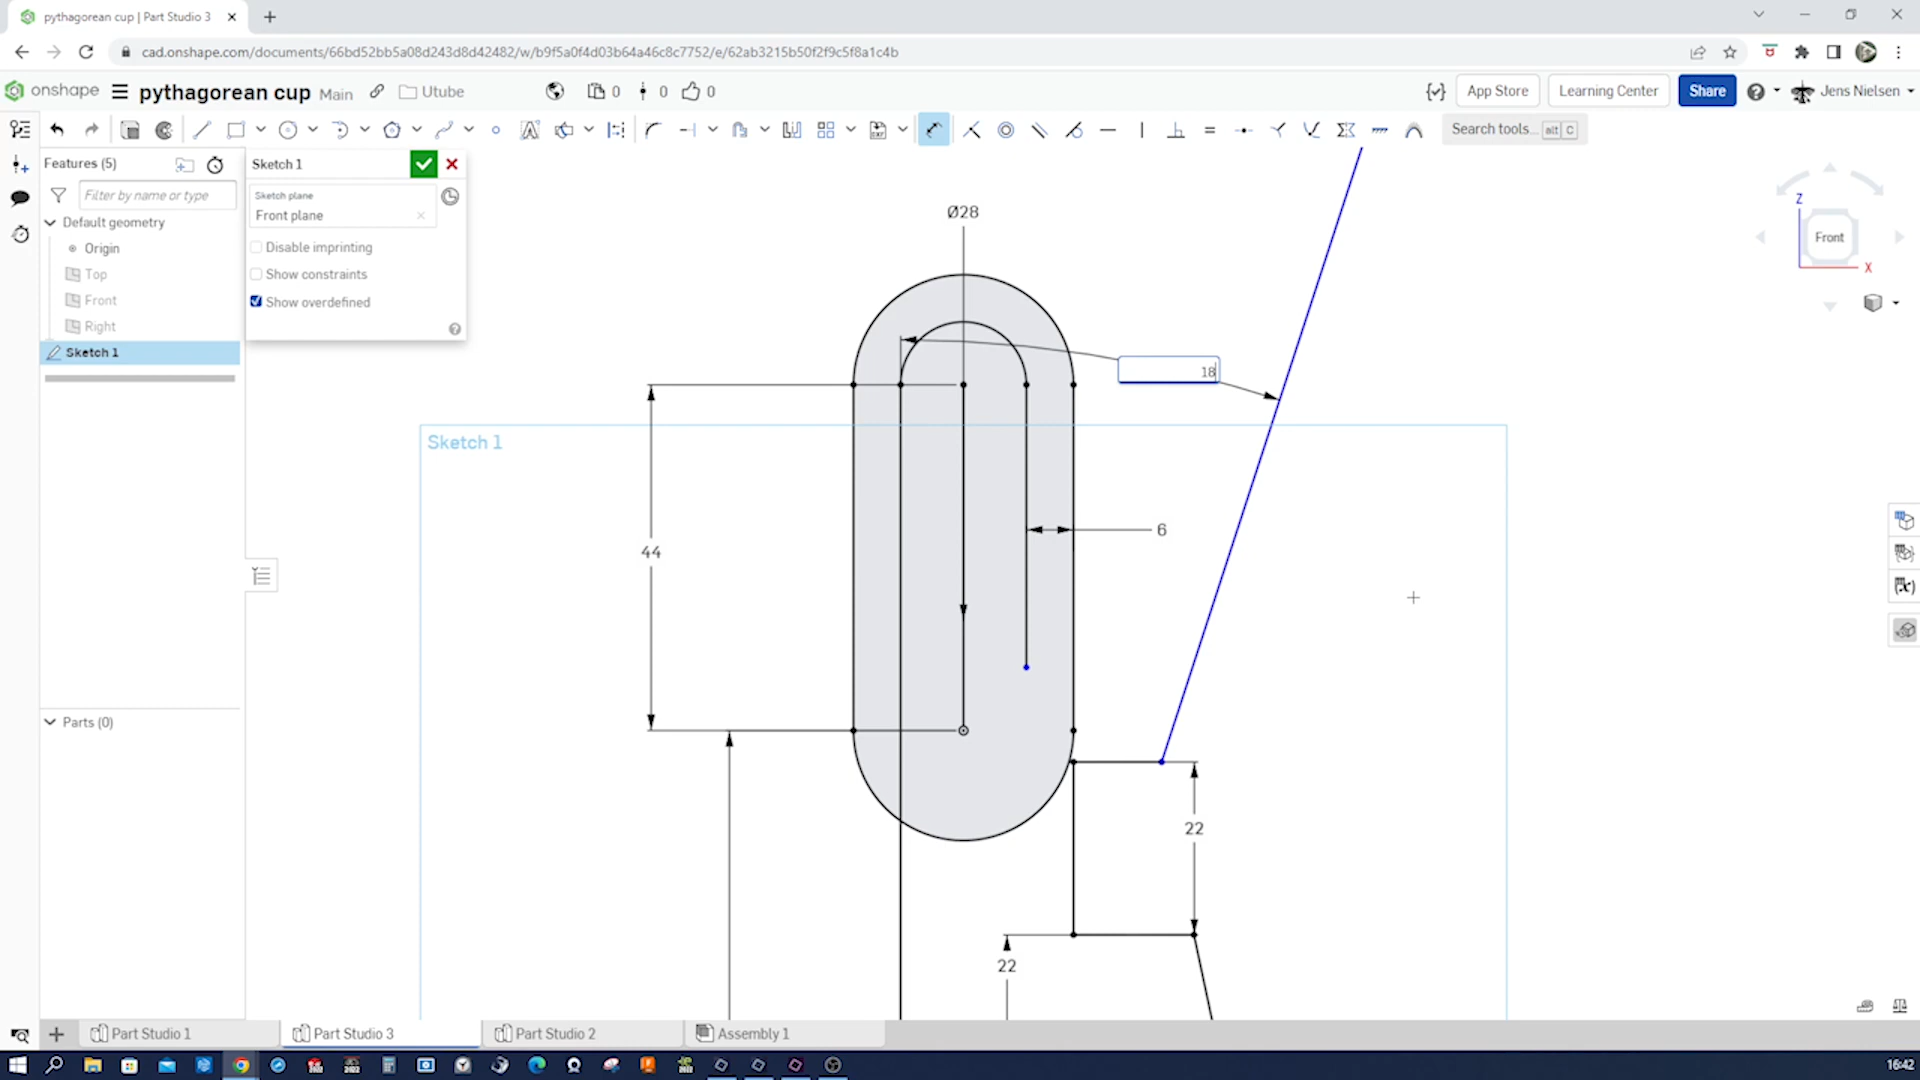 pythagorean cup | Part Studio 3
cad.onshape.com/documents/66bd52bb5a08d243d8d42482/w/b9f5a0f4d03b64a46c8c7752/e/62ab3215b50f2f9c5f8a1c4b
onshape pythagorean cup Main Utube 0 0 0 App Store Learning Center Share Jens Nielsen
Search tools... alt C
Features (5)
Filter by name or type
Default geometry
Origin
Top
Front
Right
Sketch 1
Parts (0)
Sketch 1
Sketch plane
Front plane
Disable imprinting
Show constraints
Show overdefined
Ø28
18
Sketch 1
6
44
22
22
Z
Front
X
Part Studio 1
Part Studio 3
Part Studio 2
Assembly 1
16:42